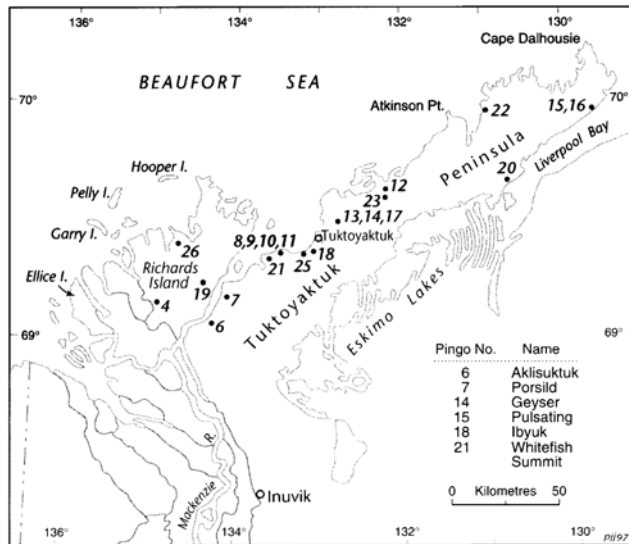 136°
134°
132°
130°
Cape Dalhousie
BEAUFORT SEA
70°
70°
Atkinson Pt.
22
15,16
Peninsula
Liverpool Bay
20
Hooper I.
12
Pelly I.
23
13,14,17
Garry I.
8,9,10,11
Tuktoyaktuk
26
21
25
18
Ellice I.
Richards
Island
19
4
7
6
Tuktoyaktuk
Eskimo Lakes
69°
69°
Pingo No. Name
6 Aklisuktuk
7 Porsild
14 Geyser
15 Pulsating
18 Ibyuk
21 Whitefish
Summit
0 Kilometres 50
Mackenzie R.
Inuvik
136°
134°
132°
130°
pii97